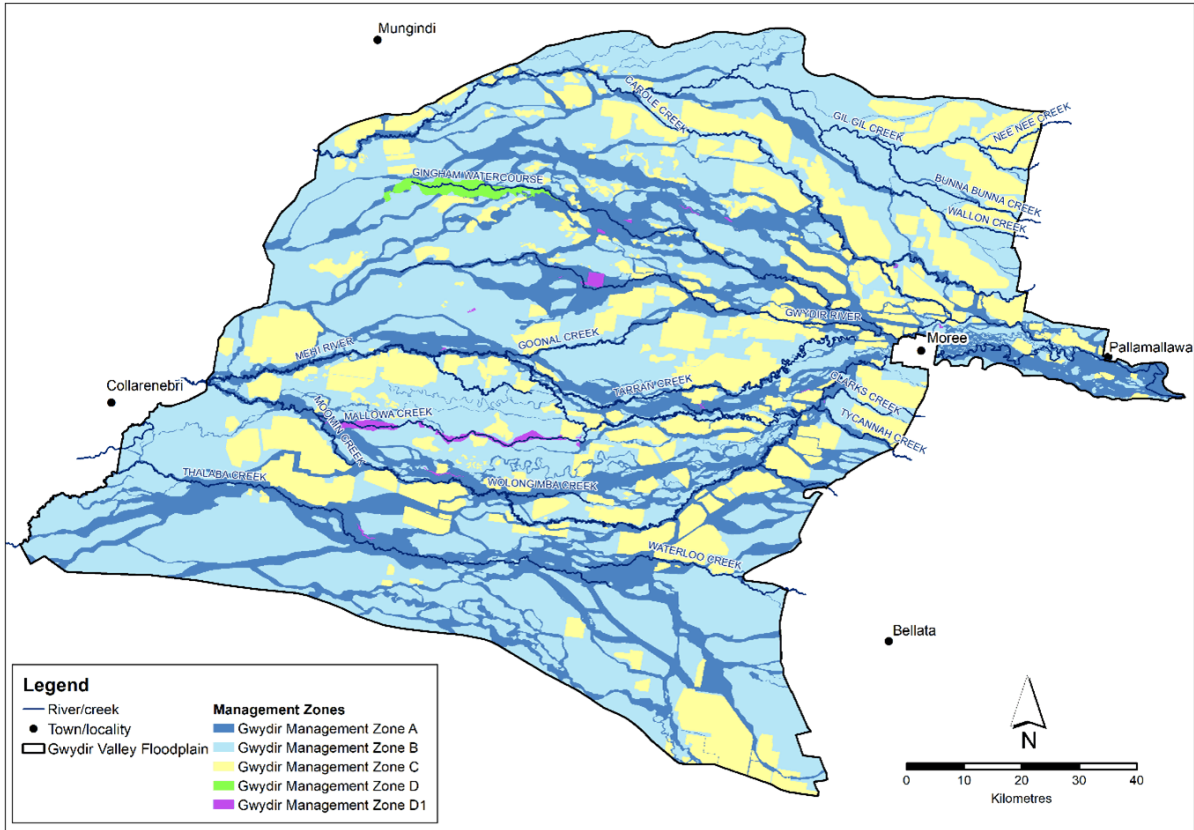 Mungindi
CAROLE CREEK
GIL GIL CREEK
NEE NEE CREEK
GINGHAM WATERCOURSE
BUNNA BUNNA CREEK
WALLON CREEK
GWYDIR RIVER
Moree
Pallamallawa
GOONAL CREEK
MEHI RIVER
Collarenebri
TARRAN CREEK
CLARKS CREEK
TYCANNAH CREEK
MOOMIN CREEK
MALLOWA CREEK
THALABA CREEK
WOLONGIMBA CREEK
WATERLOO CREEK
Bellata
Legend
River/creek
Town/locality
Gwydir Valley Floodplain
Management Zones
Gwydir Management Zone A
Gwydir Management Zone B
Gwydir Management Zone C
Gwydir Management Zone D
Gwydir Management Zone D1
N
0 10 20 30 40
Kilometres